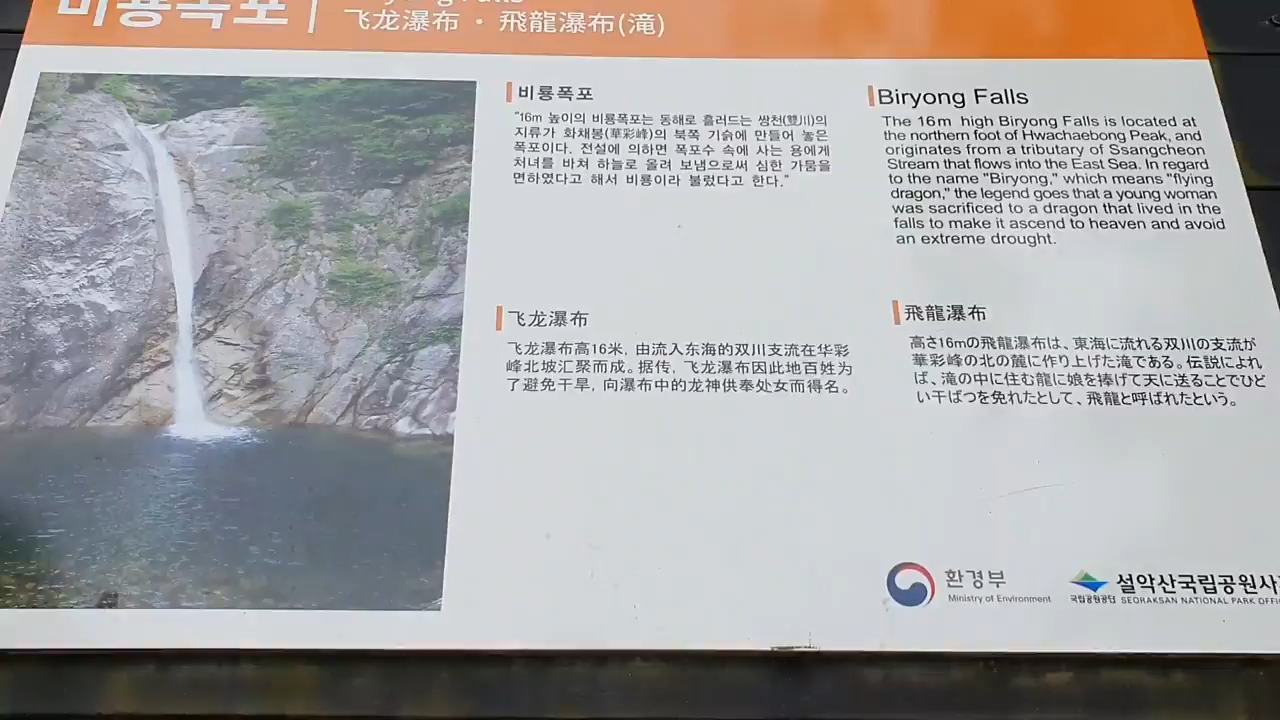 비룡폭포 | Biryong Falls
飞龙瀑布 · 飛龍瀑布(滝)
비룡폭포
"16m 높이의 비룡폭포는 동해로 흘러드는 쌍천(雙川)의
지류가 화채봉(華彩峰)의 북쪽 기슭에 만들어 놓은
폭포이다. 전설에 의하면 폭포수 속에 사는 용에게
처녀를 바쳐 하늘로 올려 보냄으로써 심한 가뭄을
면하였다고 해서 비룡이라 불렀다고 한다."
Biryong Falls
The 16m high Biryong Falls is located at
the northern foot of Hwachaebong Peak, and
originates from a tributary of Ssangcheon
Stream that flows into the East Sea. In regard
to the name "Biryong," which means "flying
dragon," the legend goes that a young woman
was sacrificed to a dragon that lived in the
falls to make it ascend to heaven and avoid
an extreme drought.
飞龙瀑布
飞龙瀑布高16米, 由流入东海的双川支流在华彩
峰北坡汇聚而成。据传, 飞龙瀑布因此地百姓为
了避免干旱, 向瀑布中的龙神供奉处女而得名。
飛龍瀑布
高さ16mの飛龍瀑布は、東海に流れる双川の支流が
華彩峰の北の麓に作り上げた滝である。伝説によれ
ば、滝の中に住む龍に娘を捧げて天に送ることでひど
い干ばつを免れたとして、飛龍と呼ばれたという。
환경부
Ministry of Environment
국립공원공단
설악산국립공원사
SEORAKSAN NATIONAL PARK OFFI